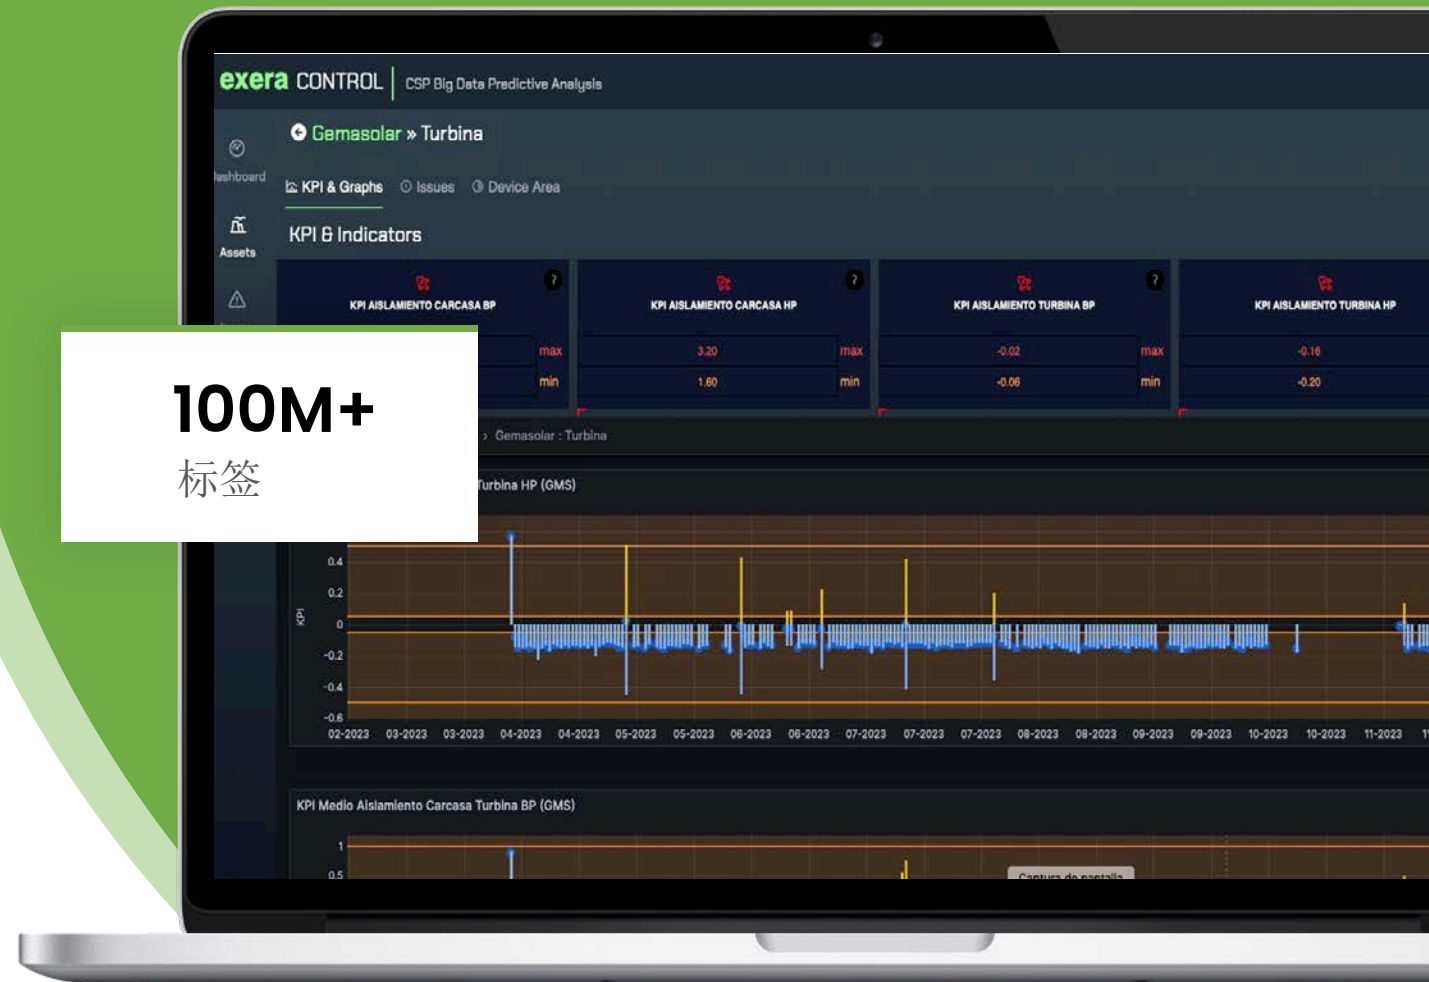 exera CONTROL | CSP Big Data Predictive Analysis
Gemasolar » Turbina
Dashboard
KPI & Graphs Issues Device Area
KPI & Indicators
Assets
KPI AISLAMIENTO CARCASA BP ?
KPI AISLAMIENTO CARCASA HP ?
KPI AISLAMIENTO TURBINA BP ?
KPI AISLAMIENTO TURBINA HP
max 3.20 max -0.02 max -0.16
min 1.60 min -0.06 min -0.20
100M+
标签
› Gemasolar : Turbina
Turbina HP (GMS)
KPI
0.4
0.2
0
-0.2
-0.4
-0.6
02-2023 03-2023 03-2023 04-2023 04-2023 05-2023 05-2023 06-2023 06-2023 07-2023 07-2023 07-2023 08-2023 08-2023 09-2023 09-2023 10-2023 10-2023 11-2023
KPI Medio Aislamiento Carcasa Turbina BP (GMS)
1
0.5
Captura de pantalla